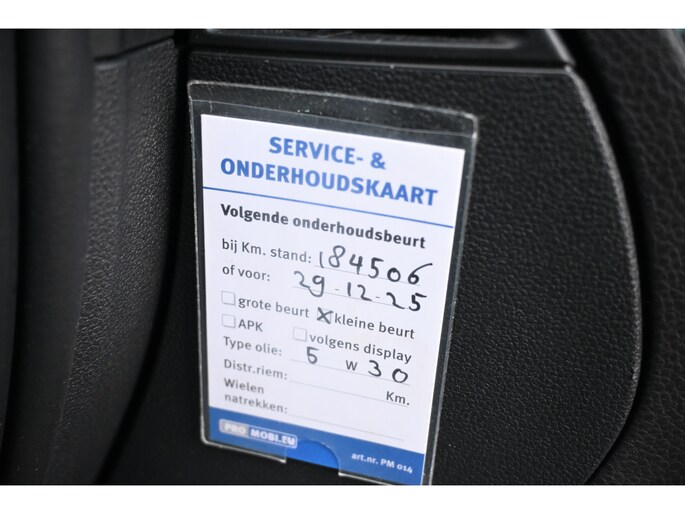 SERVICE- &
ONDERHOUDSKAART
Volgende onderhoudsbeurt
bij Km. stand: 184506
of voor: 29-12-25
grote beurt kleine beurt
APK volgens display
Type olie: 5 W 30
Distr.riem: Km.
Wielen
natrekken:
PRO MOBI.EU art.nr. PM 014